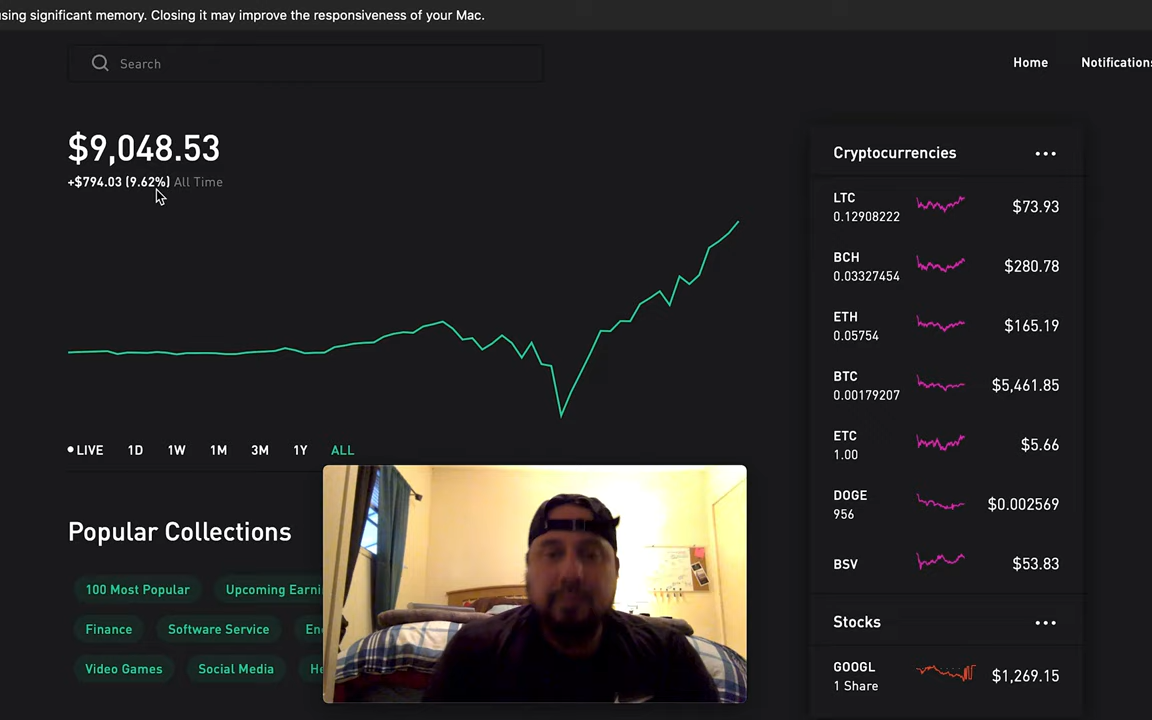 using significant memory. Closing it may improve the responsiveness of your Mac.
Search
Home Notifications
$9,048.53
+$794.03 (9.62%) All Time
LIVE 1D 1W 1M 3M 1Y ALL
Popular Collections
100 Most Popular Upcoming Earni
Finance Software Service En
Video Games Social Media He
Cryptocurrencies
LTC
0.12908222
$73.93
BCH
0.03327454
$280.78
ETH
0.05754
$165.19
BTC
0.00179207
$5,461.85
ETC
1.00
$5.66
DOGE
956
$0.002569
BSV
$53.83
Stocks
GOOGL
1 Share
$1,269.15